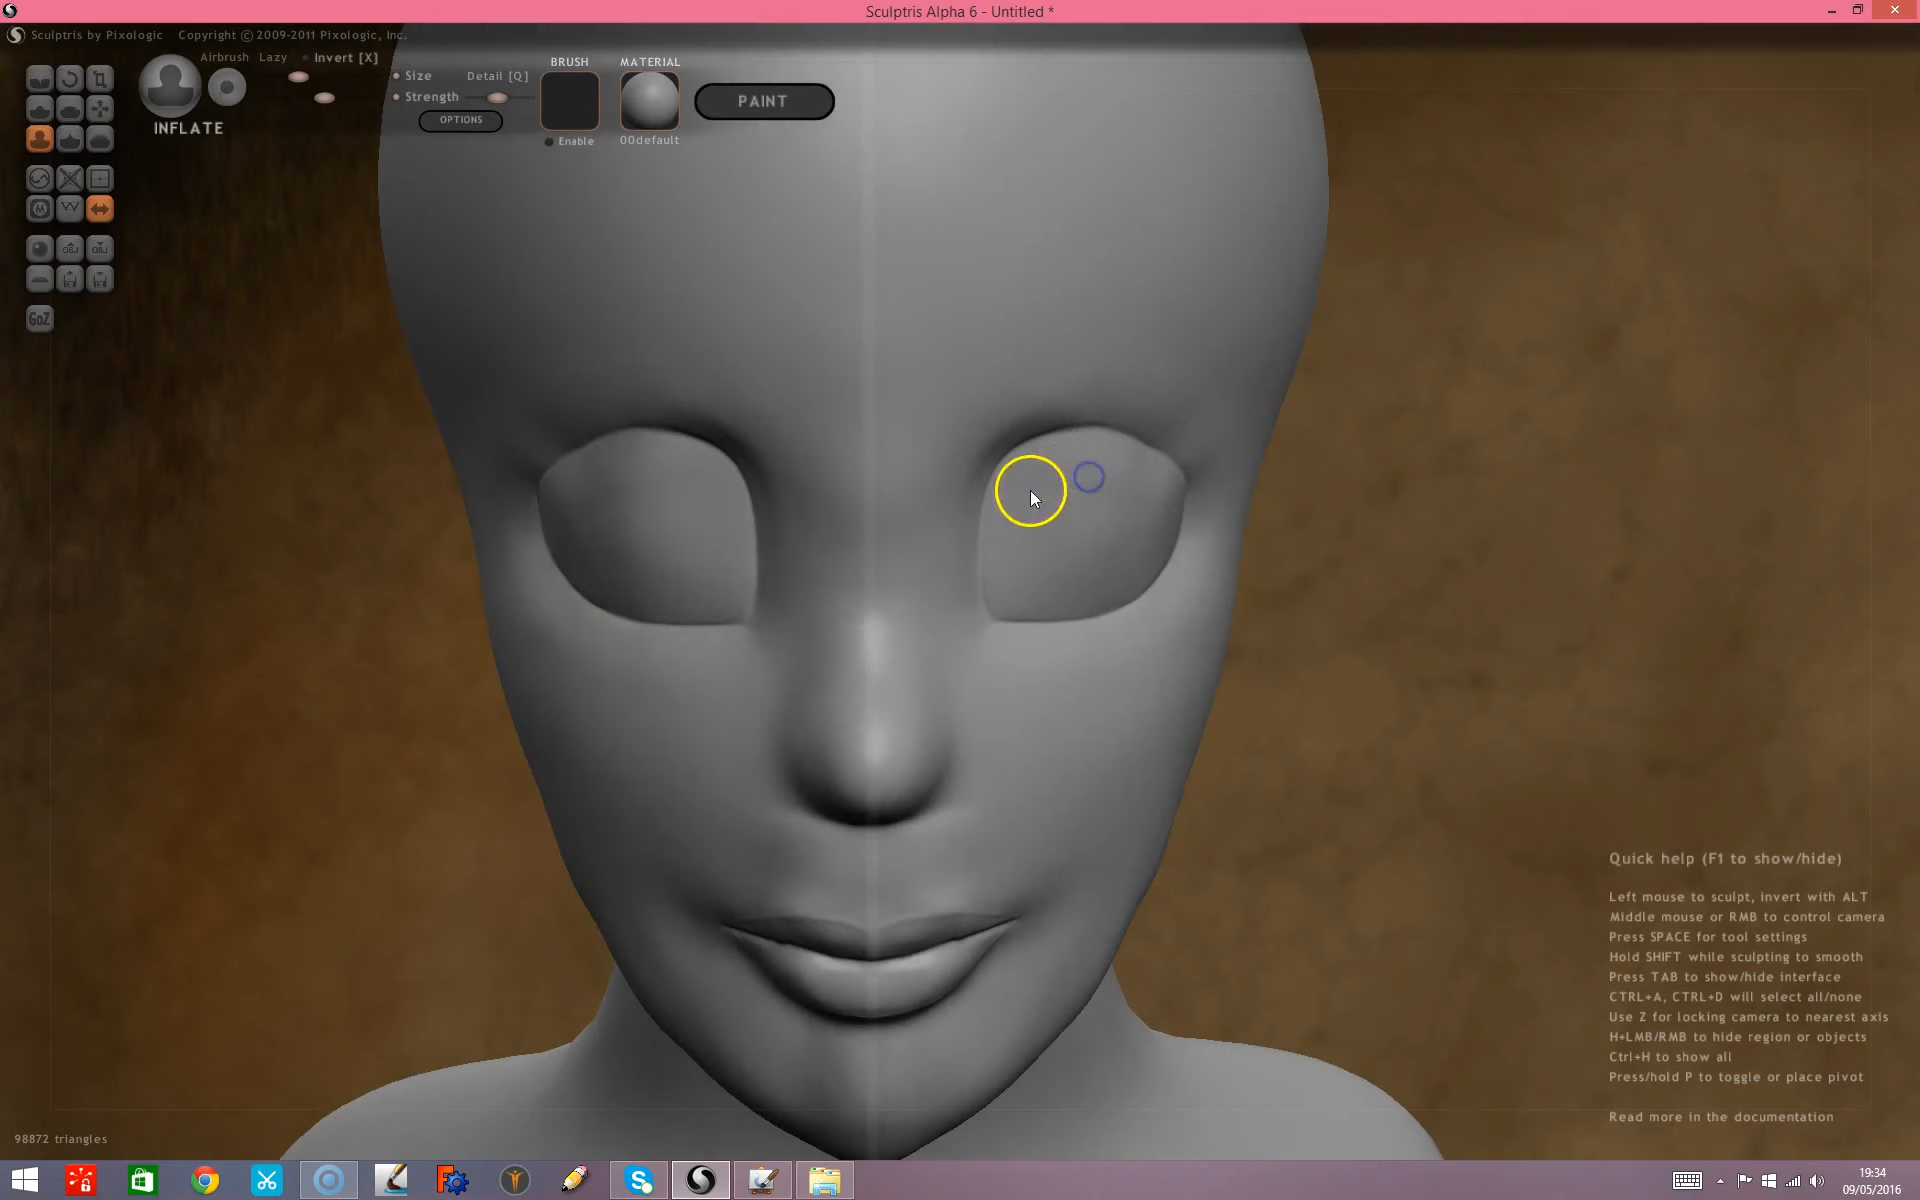 Sculptris Alpha 6 - Untitled *
Sculptris by Pixologic Copyright © 2009-2011 Pixologic, Inc.
Airbrush Lazy Invert [X]
INFLATE
Size Detail [Q]
Strength
OPTIONS
BRUSH
Enable
MATERIAL
00default
PAINT
OBJ OBJ
GoZ
Quick help (F1 to show/hide)
Left mouse to sculpt, invert with ALT
Middle mouse or RMB to control camera
Press SPACE for tool settings
Hold SHIFT while sculpting to smooth
Press TAB to show/hide interface
CTRL+A, CTRL+D will select all/none
Use Z for locking camera to nearest axis
H+LMB/RMB to hide region or objects
Ctrl+H to show all
Press/hold P to toggle or place pivot
Read more in the documentation
98872 triangles
19:34
09/05/2016